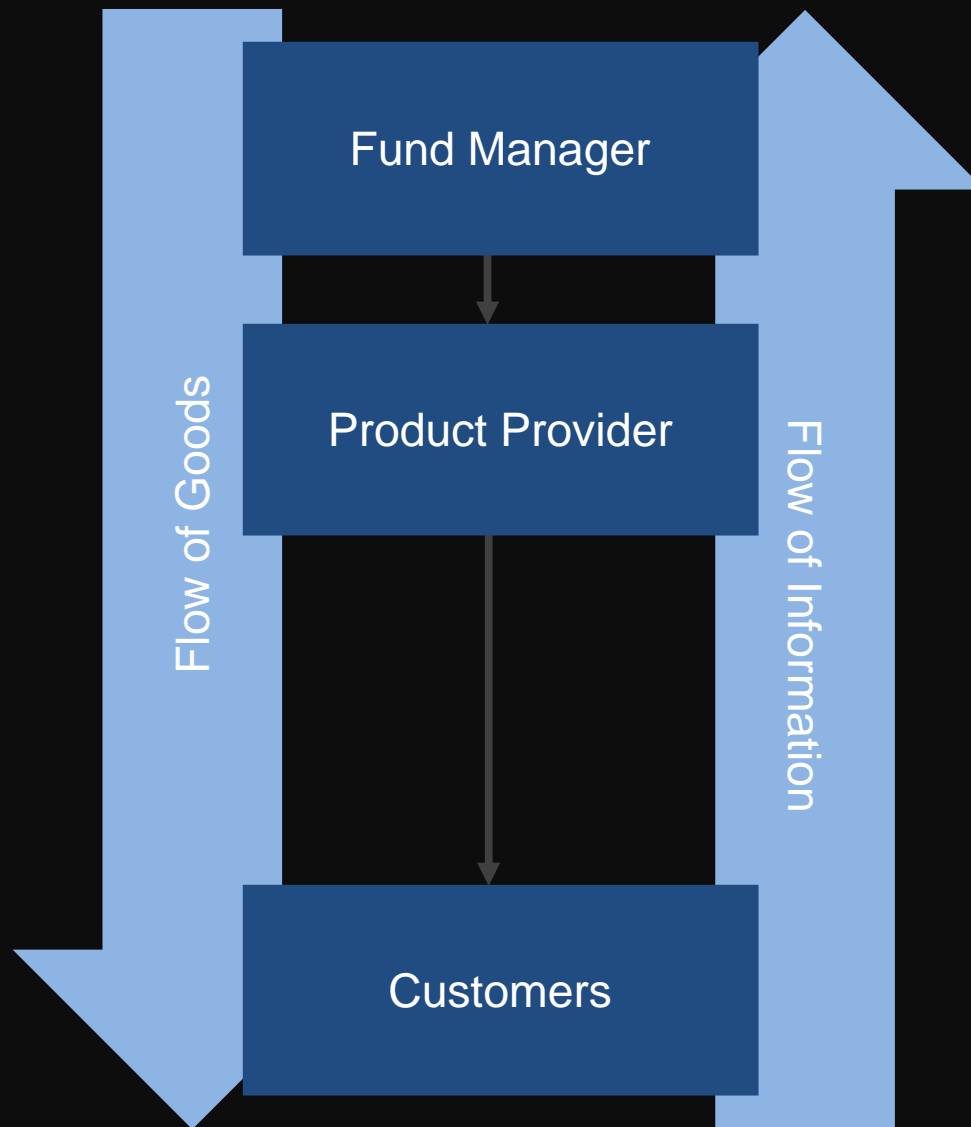 Fund Manager
Product Provider
Flow of Goods
Flow of Information
Customers